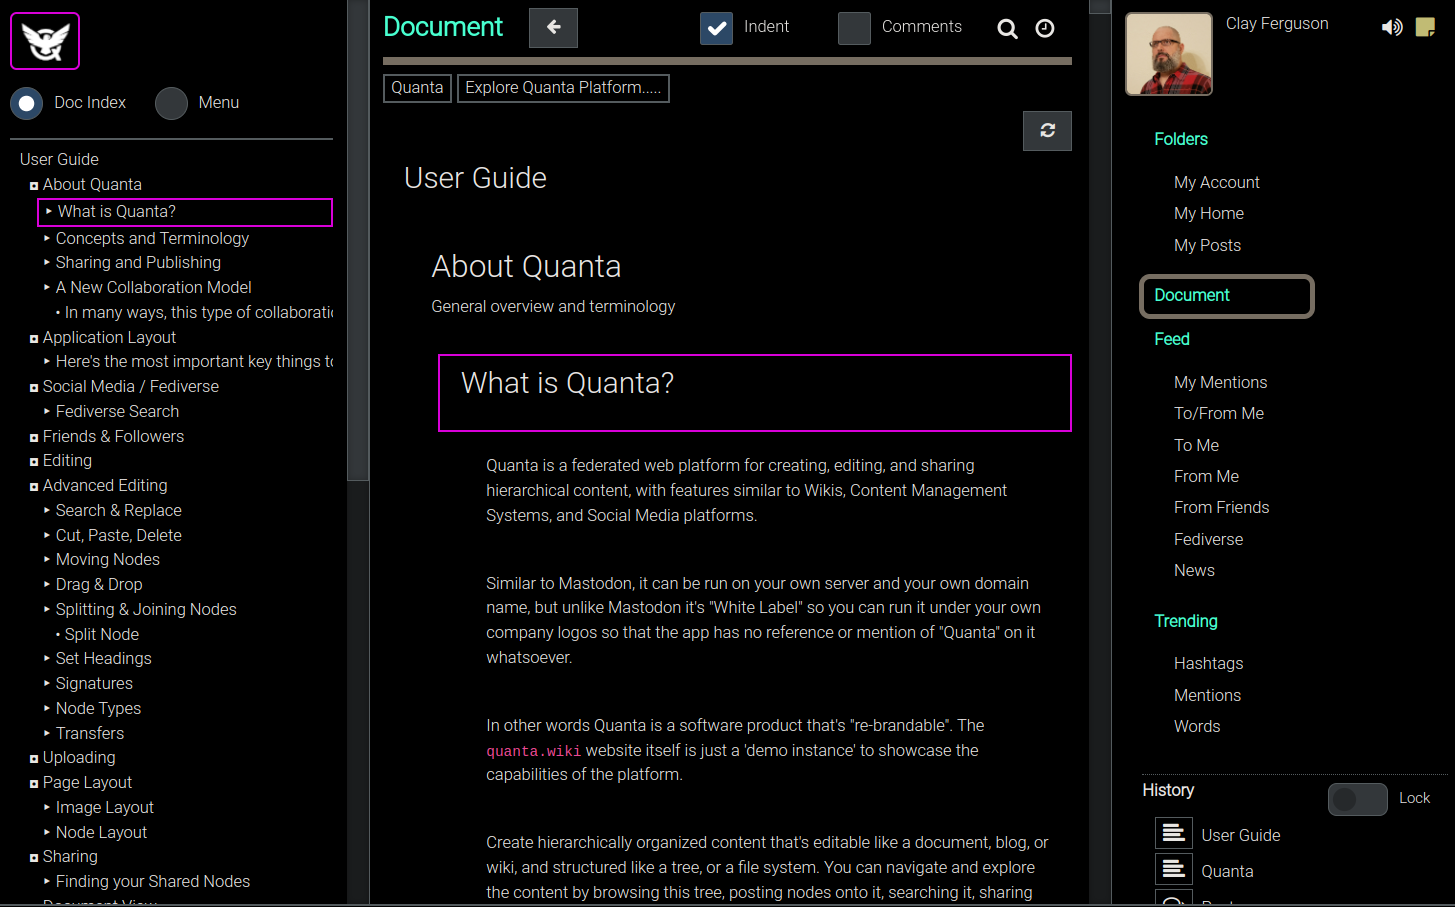 Doc Index
Menu
User Guide
About Quanta
What is Quanta?
Concepts and Terminology
Sharing and Publishing
A New Collaboration Model
In many ways, this type of collaboratic
Application Layout
Here's the most important key things to
Social Media / Fediverse
Fediverse Search
Friends & Followers
Editing
Advanced Editing
Search & Replace
Cut, Paste, Delete
Moving Nodes
Drag & Drop
Splitting & Joining Nodes
Split Node
Set Headings
Signatures
Node Types
Transfers
Uploading
Page Layout
Image Layout
Node Layout
Sharing
Finding your Shared Nodes
Document View
Document
Indent
Comments
Quanta
Explore Quanta Platform.....
User Guide
About Quanta
General overview and terminology
What is Quanta?
Quanta is a federated web platform for creating, editing, and sharing
hierarchical content, with features similar to Wikis, Content Management
Systems, and Social Media platforms.
Similar to Mastodon, it can be run on your own server and your own domain
name, but unlike Mastodon it's "White Label" so you can run it under your own
company logos so that the app has no reference or mention of "Quanta" on it
whatsoever.
In other words Quanta is a software product that's "re-brandable". The
quanta.wiki website itself is just a 'demo instance' to showcase the
capabilities of the platform.
Create hierarchically organized content that's editable like a document, blog, or
wiki, and structured like a tree, or a file system. You can navigate and explore
the content by browsing this tree, posting nodes onto it, searching it, sharing
Clay Ferguson
Folders
My Account
My Home
My Posts
Document
Feed
My Mentions
To/From Me
To Me
From Me
From Friends
Fediverse
News
Trending
Hashtags
Mentions
Words
History
Lock
User Guide
Quanta